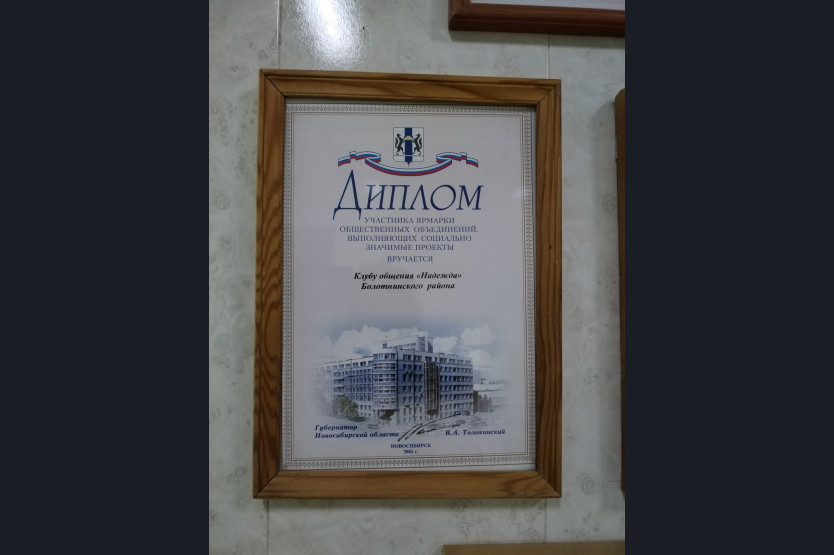 Диплом
УЧАСТНИКА ЯРМАРКИ
ОБЩЕСТВЕННЫХ ОБЪЕДИНЕНИЙ,
ВЫПОЛНЯЮЩИХ СОЦИАЛЬНО
ЗНАЧИМЫЕ ПРОЕКТЫ
ВРУЧАЕТСЯ
Клубу общения «Надежда»
Болотнинского района
Губернатор
Новосибирской области
В.А. Толоконский
НОВОСИБИРСК